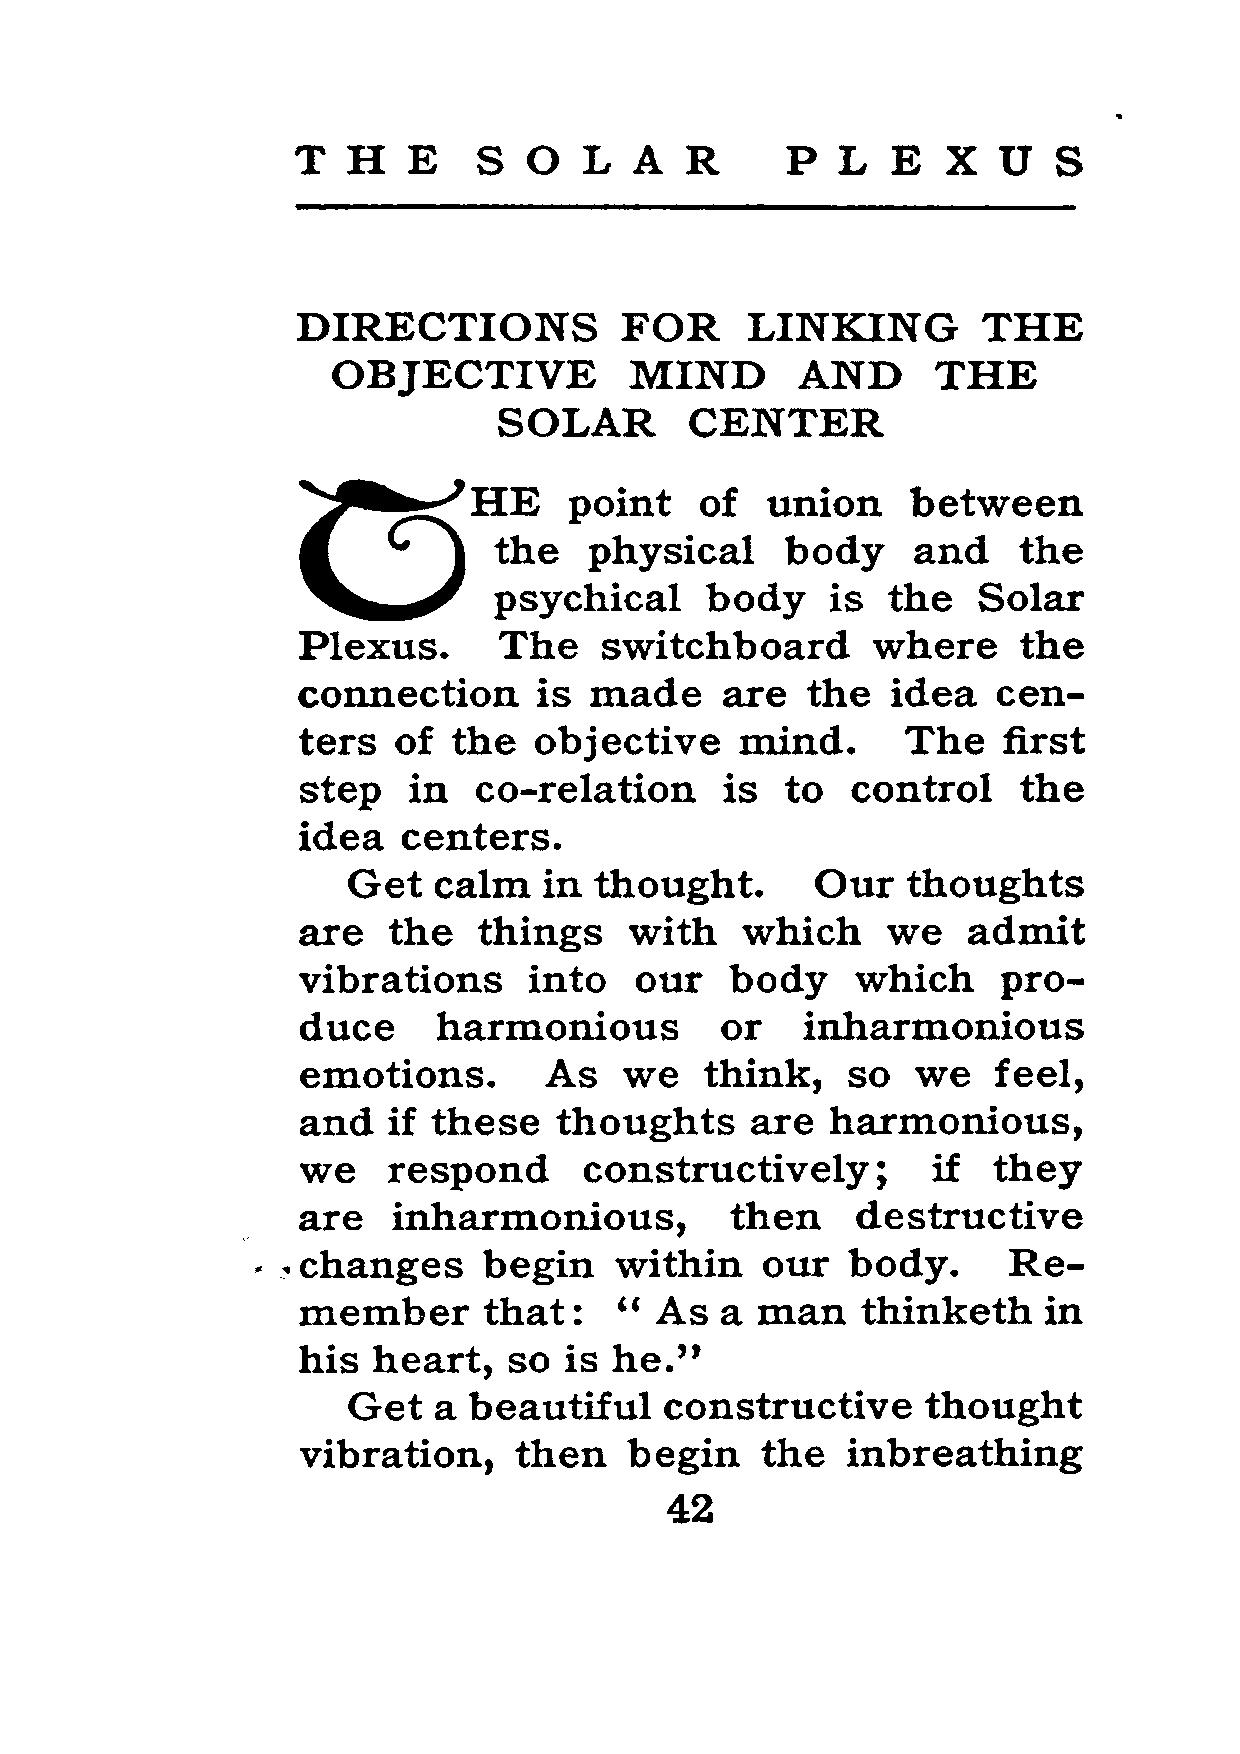 THE SOLAR PLEXUS
DIRECTIONS FOR LINKING THE
OBJECTIVE MIND AND THE
SOLAR CENTER
THE point of union between
the physical body and the
psychical body is the Solar
Plexus. The switchboard where the
connection is made are the idea cen-
ters of the objective mind. The first
step in co-relation is to control the
idea centers.
Get calm in thought. Our thoughts
are the things with which we admit
vibrations into our body which pro-
duce harmonious or inharmonious
emotions. As we think, so we feel,
and if these thoughts are harmonious,
we respond constructively; if they
are inharmonious, then destructive
changes begin within our body. Re-
member that: “ As a man thinketh in
his heart, so is he.”
Get a beautiful constructive thought
vibration, then begin the inbreathing
42